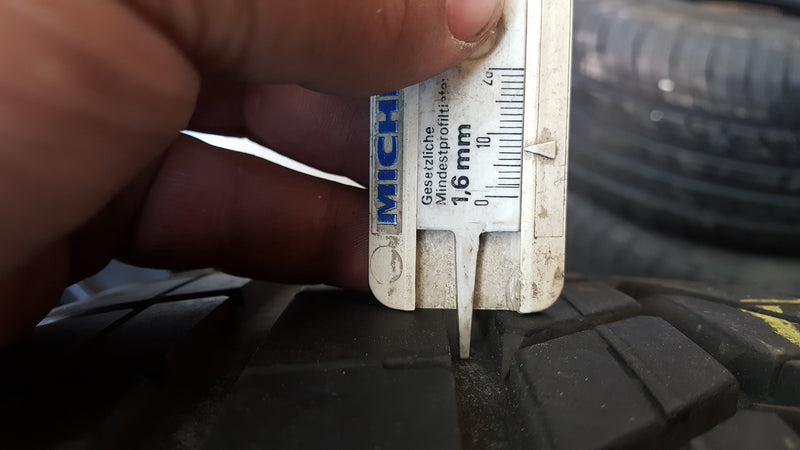 MICH
Gesetzliche
Mindestprofiltiefe:
1,6 mm
0 10 20